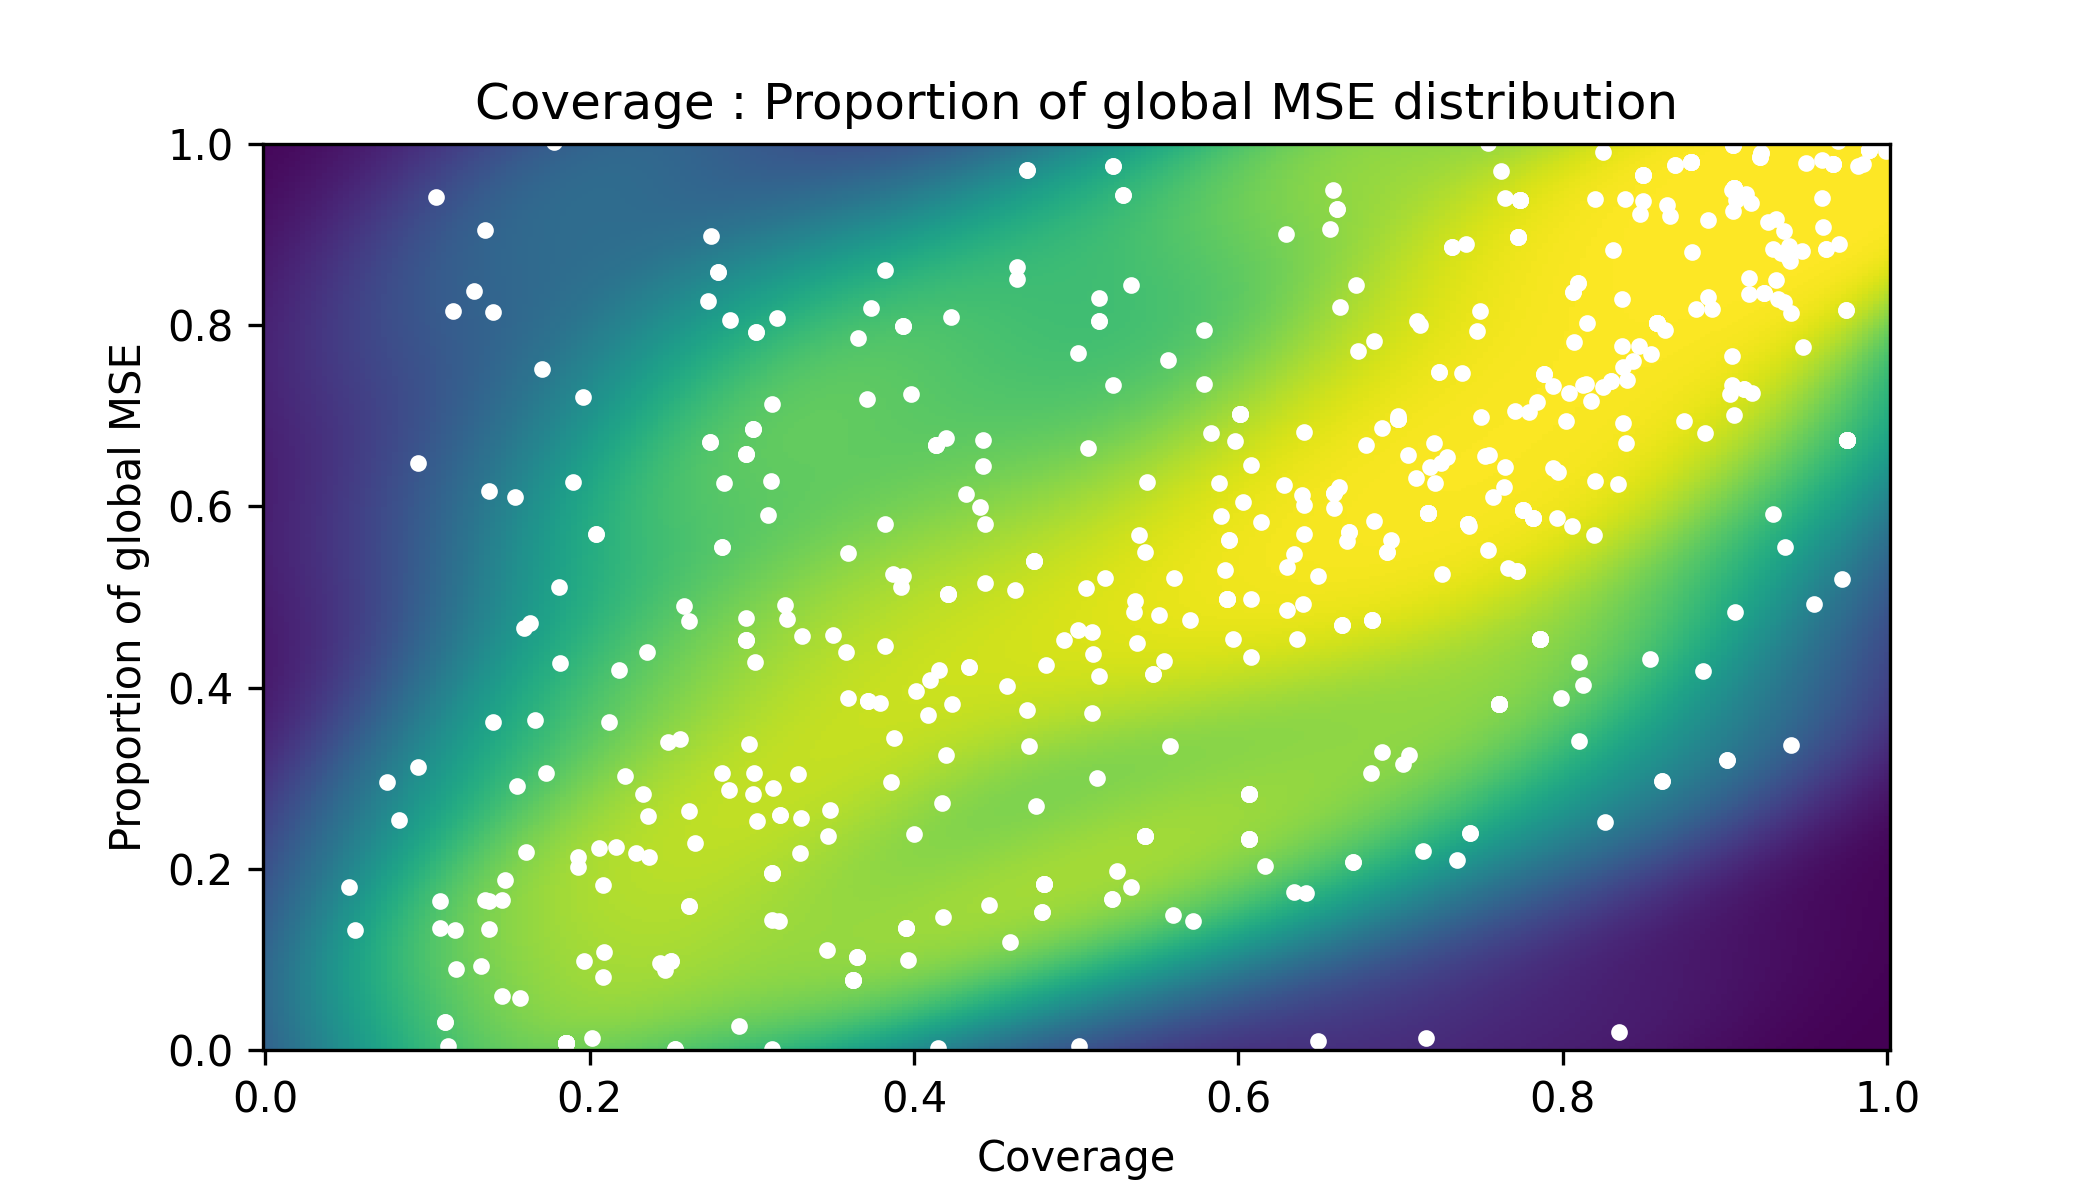 Coverage : Proportion of global MSE distribution
1.0
0.8
0.6
0.4
0.2
0.0
Proportion of global MSE
0.0 0.2 0.4 0.6 0.8 1.0
Coverage